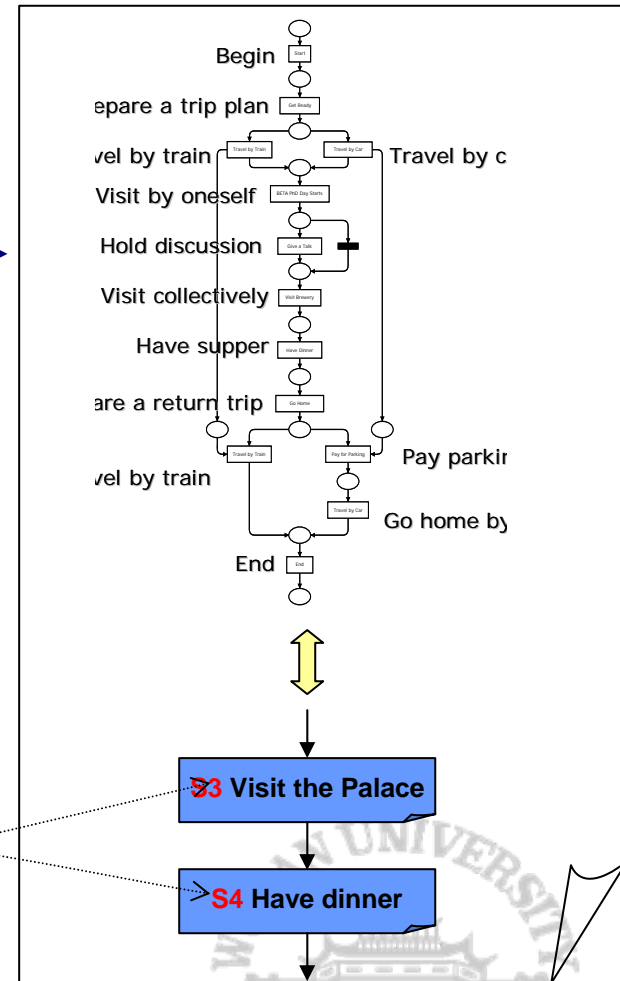 Begin
Start
epare a trip plan
Get Ready
vel by train
Travel by Train
Travel by Car
Travel by c
Visit by oneself
BETA PhD Day Starts
Hold discussion
Give a Talk
Visit collectively
Visit Brewery
Have supper
Have Dinner
are a return trip
Go Home
Travel by Train
Pay for Parking
Pay parkin
vel by train
Travel by Car
Go home by
End
End
S3 Visit the Palace
S4 Have dinner
AN UNIVERSITY